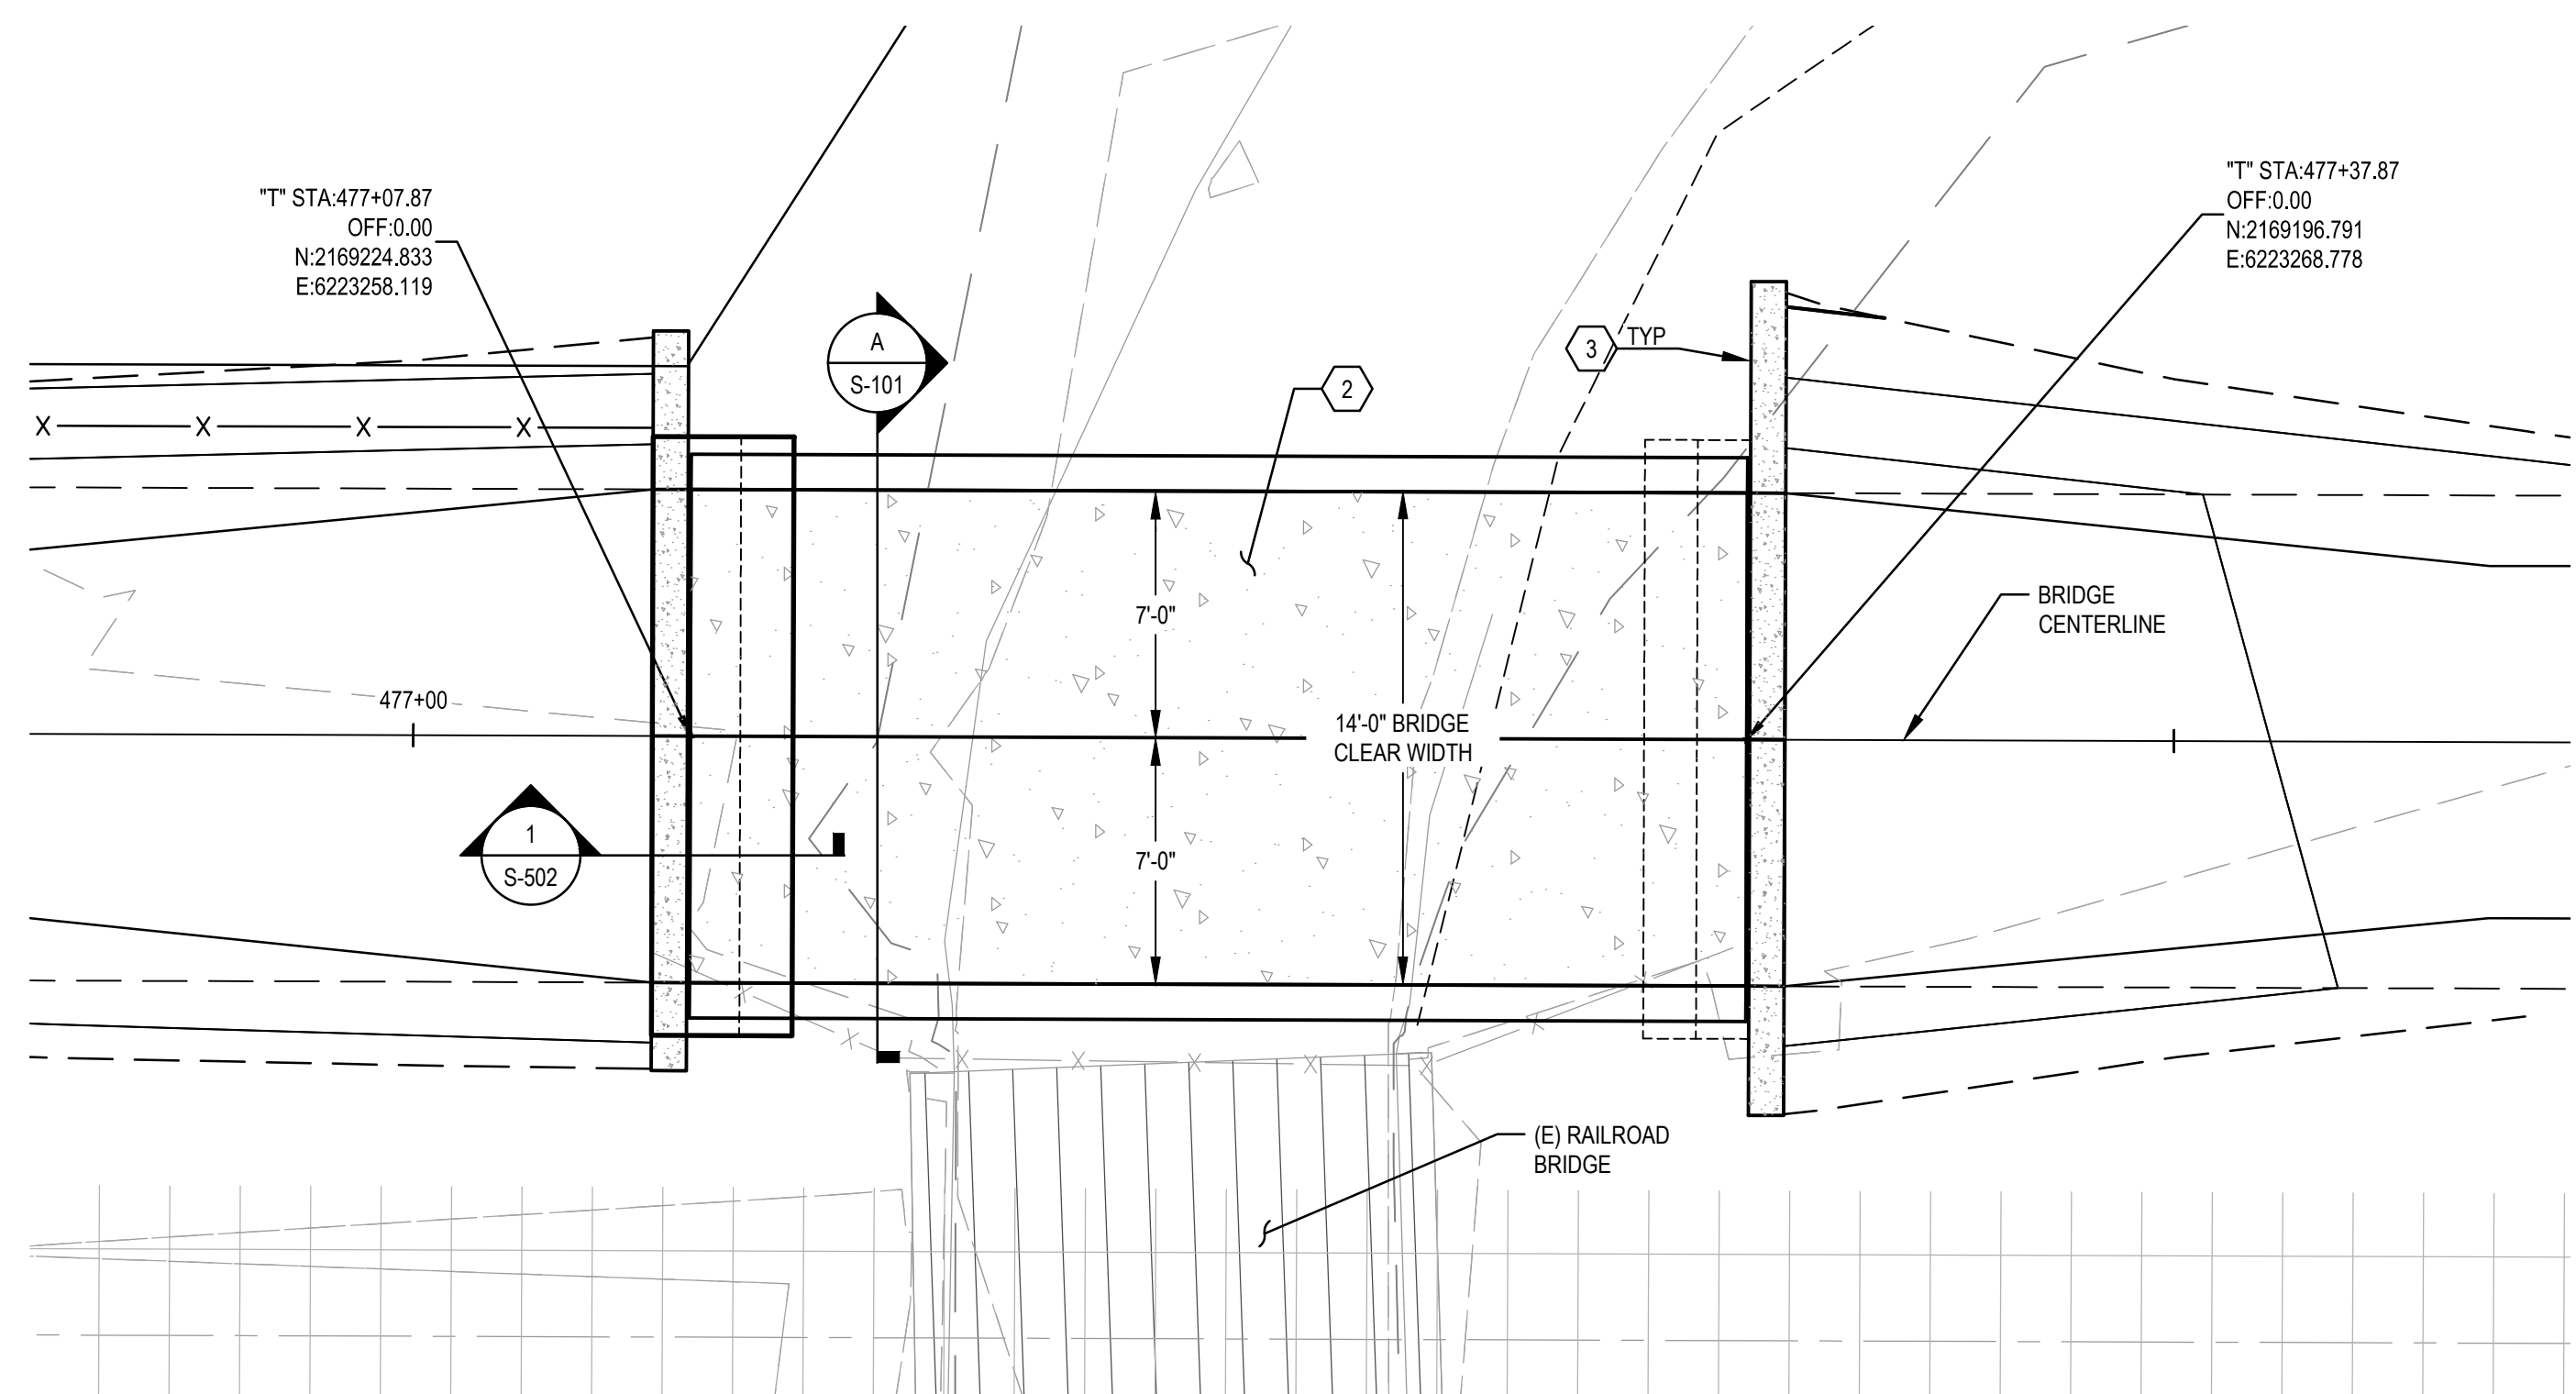 "T" STA:477+07.87
OFF:0.00
N:2169224.833
E:6223258.119
"T" STA:477+37.87
OFF:0.00
N:2169196.791
E:6223268.778
A
S-101
3
TYP
2
7'-0"
BRIDGE
CENTERLINE
477+00
14'-0" BRIDGE
CLEAR WIDTH
1
S-502
7'-0"
(E) RAILROAD
BRIDGE
X X X X
X X X X X